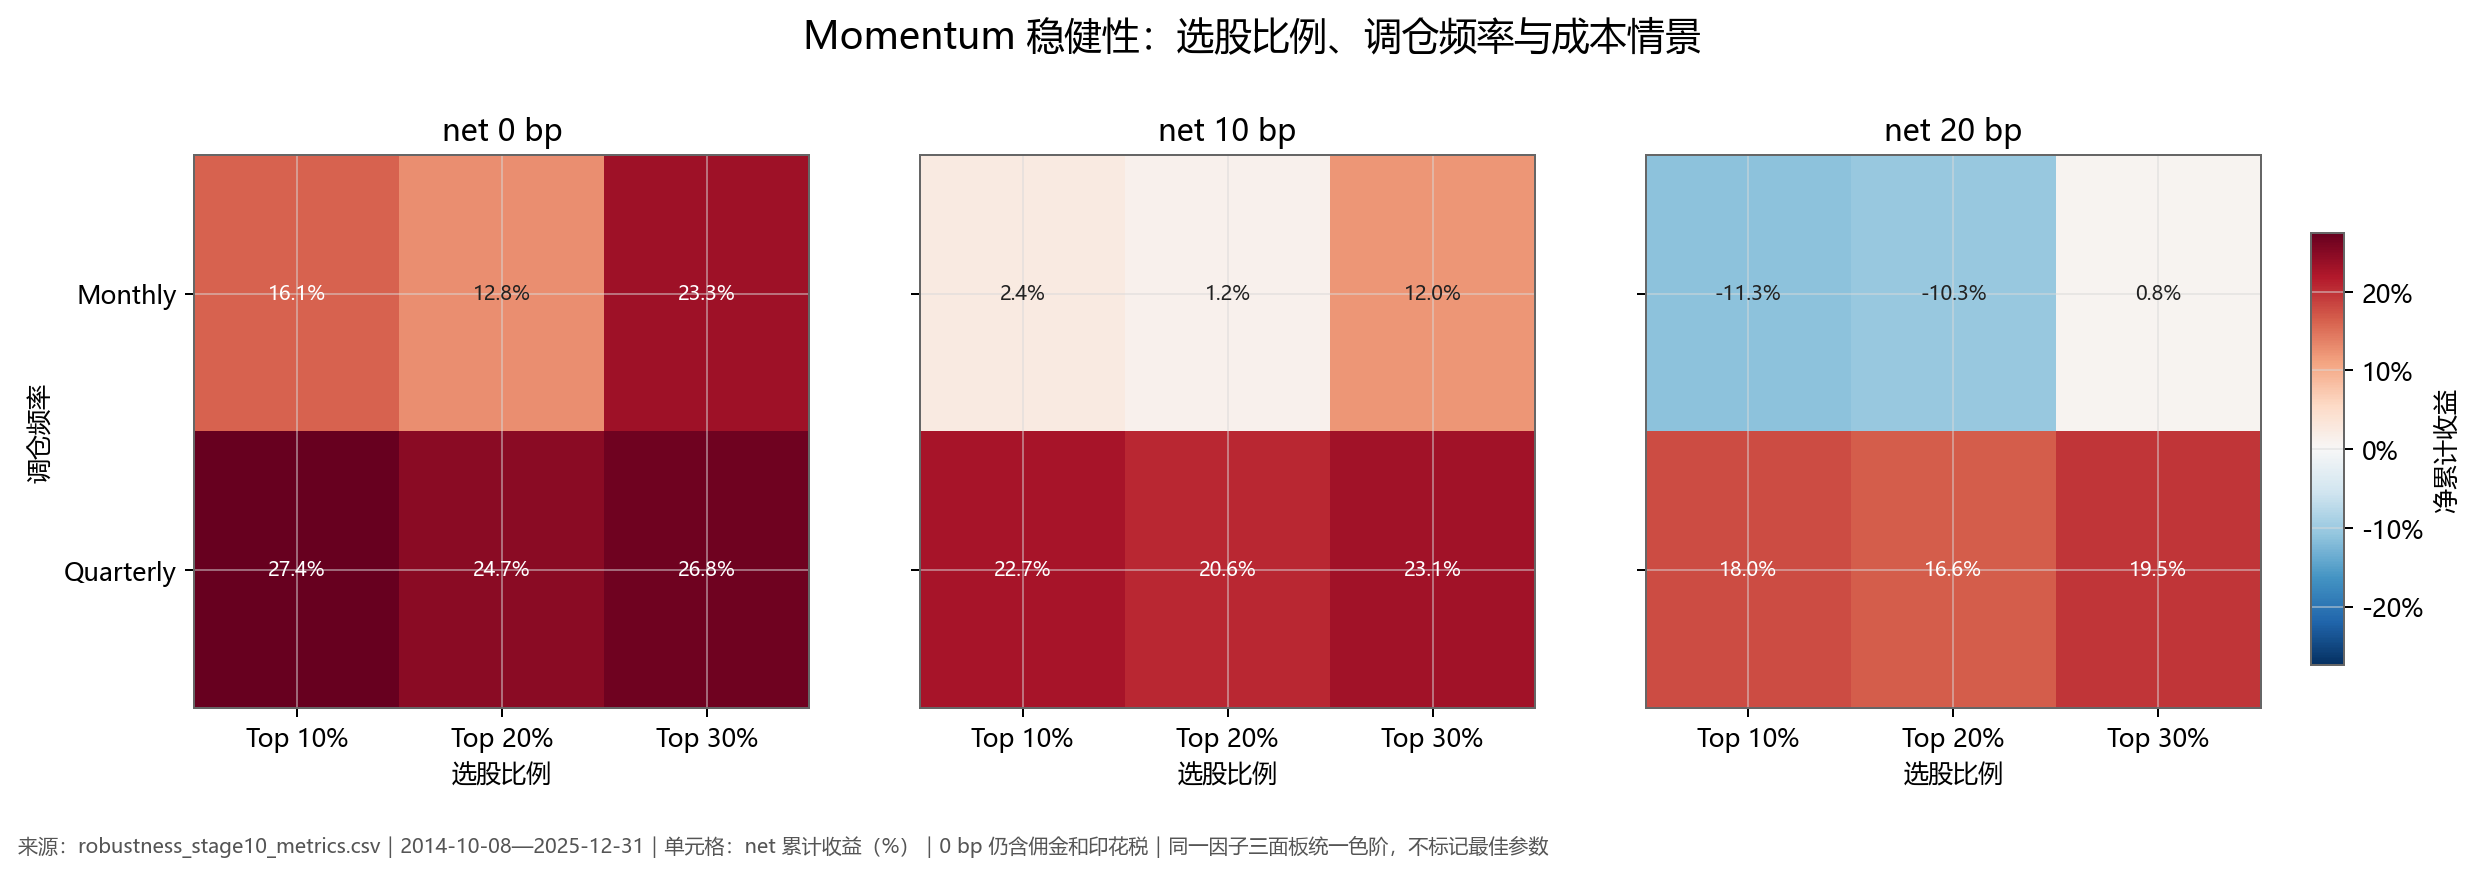 Momentum 稳健性：选股比例、调仓频率与成本情景
net 0 bp
net 10 bp
net 20 bp
调仓频率
Monthly
16.1%
12.8%
23.3%
2.4%
1.2%
12.0%
-11.3%
-10.3%
0.8%
Quarterly
27.4%
24.7%
26.8%
22.7%
20.6%
23.1%
18.0%
16.6%
19.5%
Top 10%
Top 20%
Top 30%
Top 10%
Top 20%
Top 30%
Top 10%
Top 20%
Top 30%
选股比例
选股比例
选股比例
20%
10%
0%
-10%
-20%
净累计收益
来源：robustness_stage10_metrics.csv | 2014-10-08—2025-12-31 | 单元格：net 累计收益（%） | 0 bp 仍含佣金和印花税 | 同一因子三面板统一色阶，不标记最佳参数